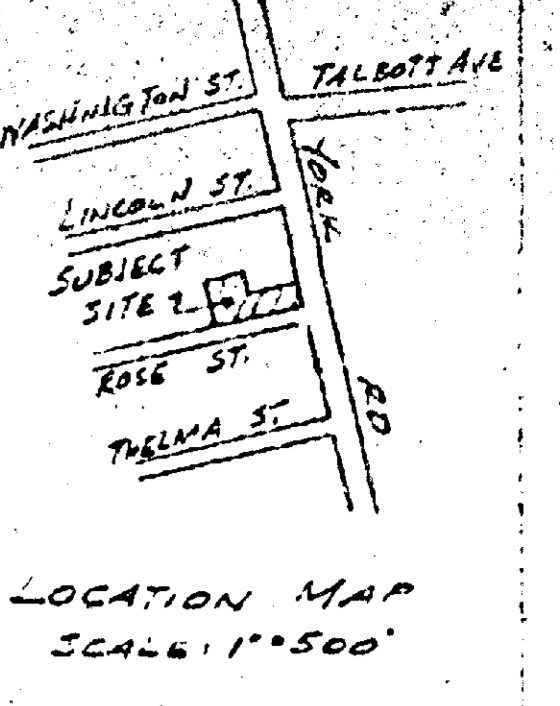 WASHINGTON ST.
TALBOTT AVE
YORK RD
LINCOLN ST.
SUBJECT
SITE
ROSE ST.
THELMA ST
LOCATION MAP
SCALE: 1"=500'